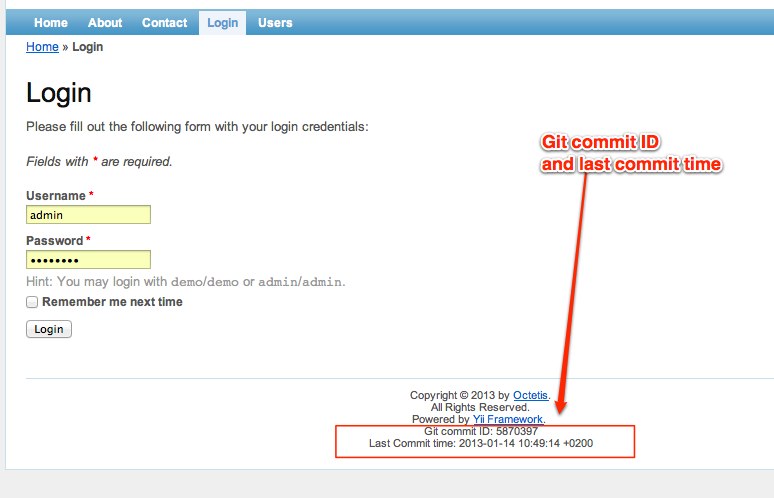 Home About Contact Login Users
Home » Login
Login
Please fill out the following form with your login credentials:
Fields with * are required.
Git commit ID
and last commit time
Username *
admin
Password *
••••••••
Hint: You may login with demo/demo or admin/admin.
Remember me next time
Login
Copyright © 2013 by Octetis.
All Rights Reserved.
Powered by Yii Framework.
Git commit ID: 5870397
Last Commit time: 2013-01-14 10:49:14 +0200